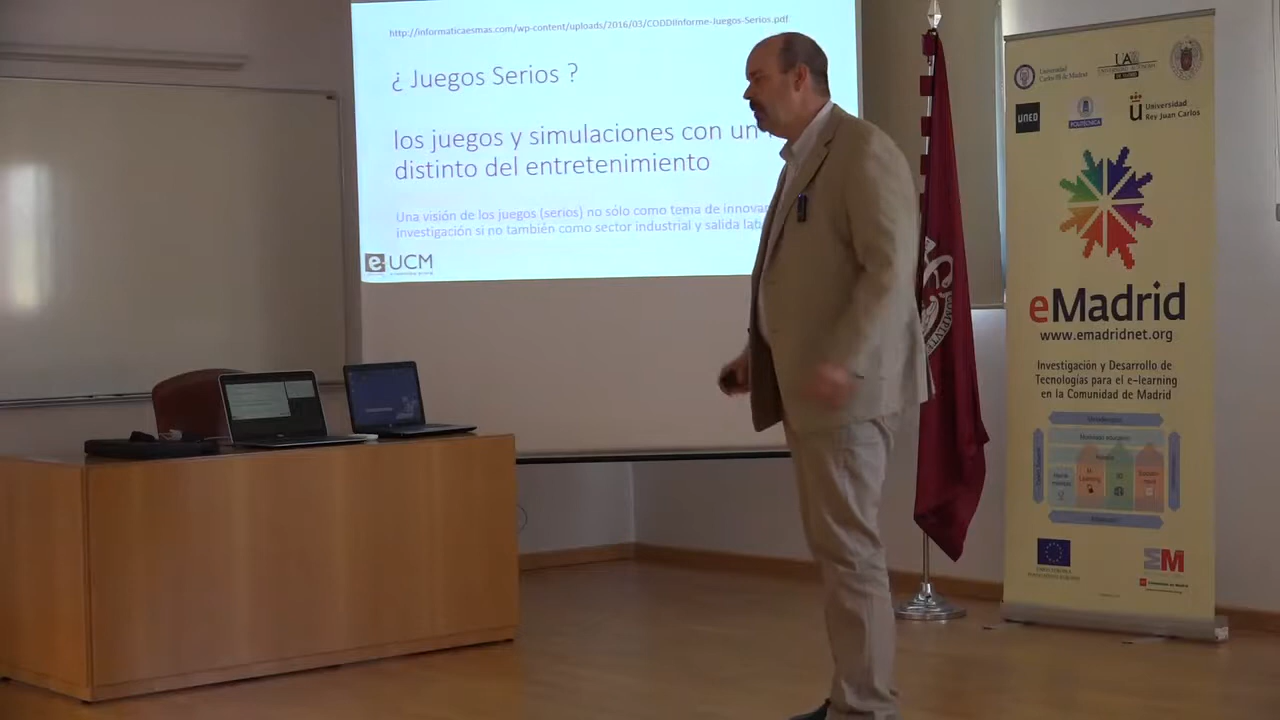 http://informaticaesmas.com/wp-content/uploads/2016/03/CODDIInforme-Juegos-Serios.pdf
¿ Juegos Serios ?
los juegos y simulaciones con un
distinto del entretenimiento
Una visión de los juegos (serios) no sólo como tema de
investigación si no también como sector industrial y salida
e-UCM
Universidad
Carlos III de Madrid
UNED
POLITÉCNICA
Universidad
Rey Juan Carlos
eMadrid
www.emadridnet.org
Investigación y Desarrollo de
Tecnologías para el e-learning
en la Comunidad de Madrid